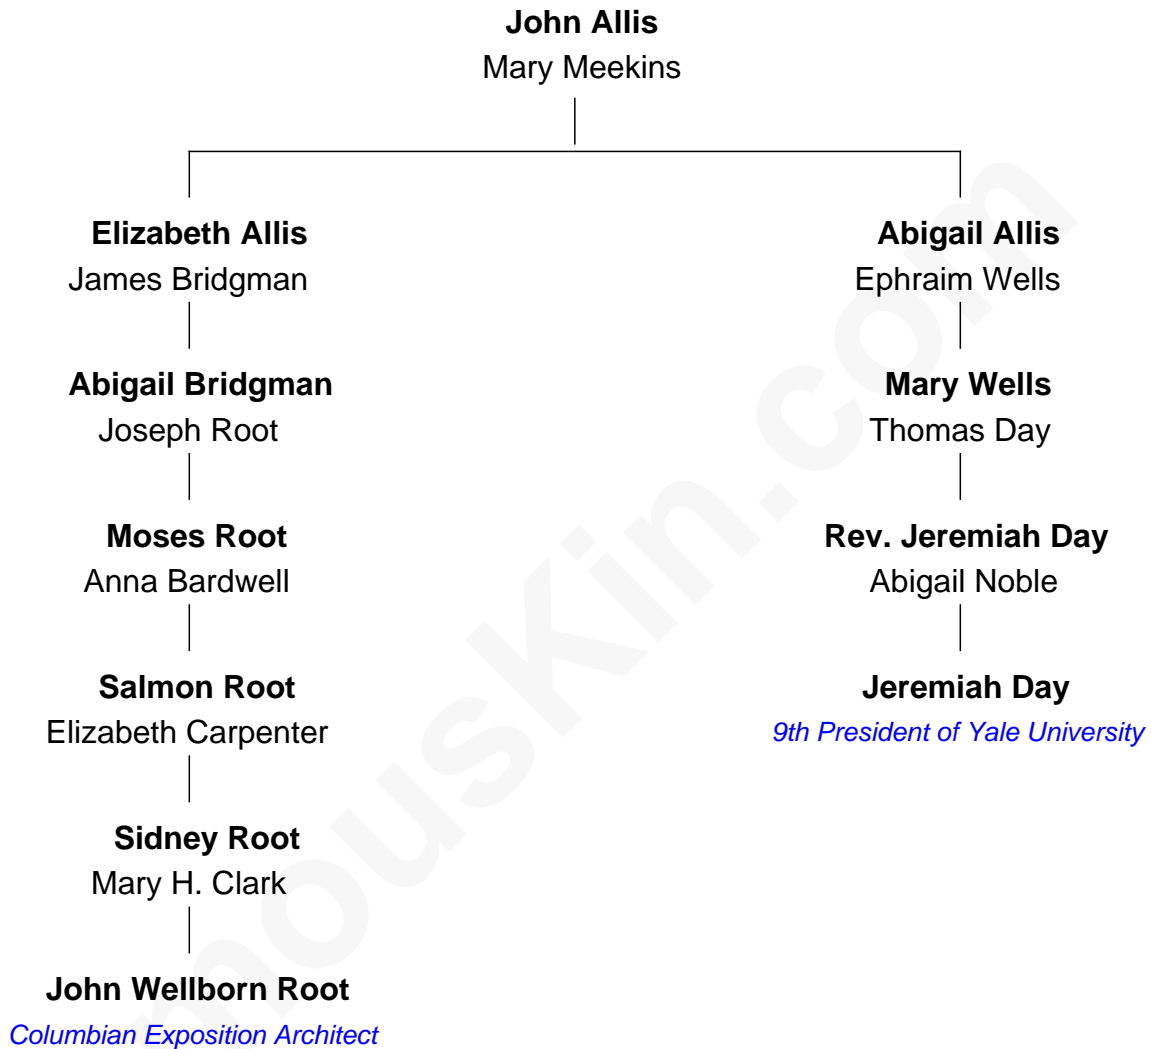 John Allis
Mary Meekins
Elizabeth Allis
James Bridgman
Abigail Bridgman
Joseph Root
Moses Root
Anna Bardwell
Salmon Root
Elizabeth Carpenter
Sidney Root
Mary H. Clark
John Wellborn Root
Columbian Exposition Architect
Abigail Allis
Ephraim Wells
Mary Wells
Thomas Day
Rev. Jeremiah Day
Abigail Noble
Jeremiah Day
9th President of Yale University
mousKin.com